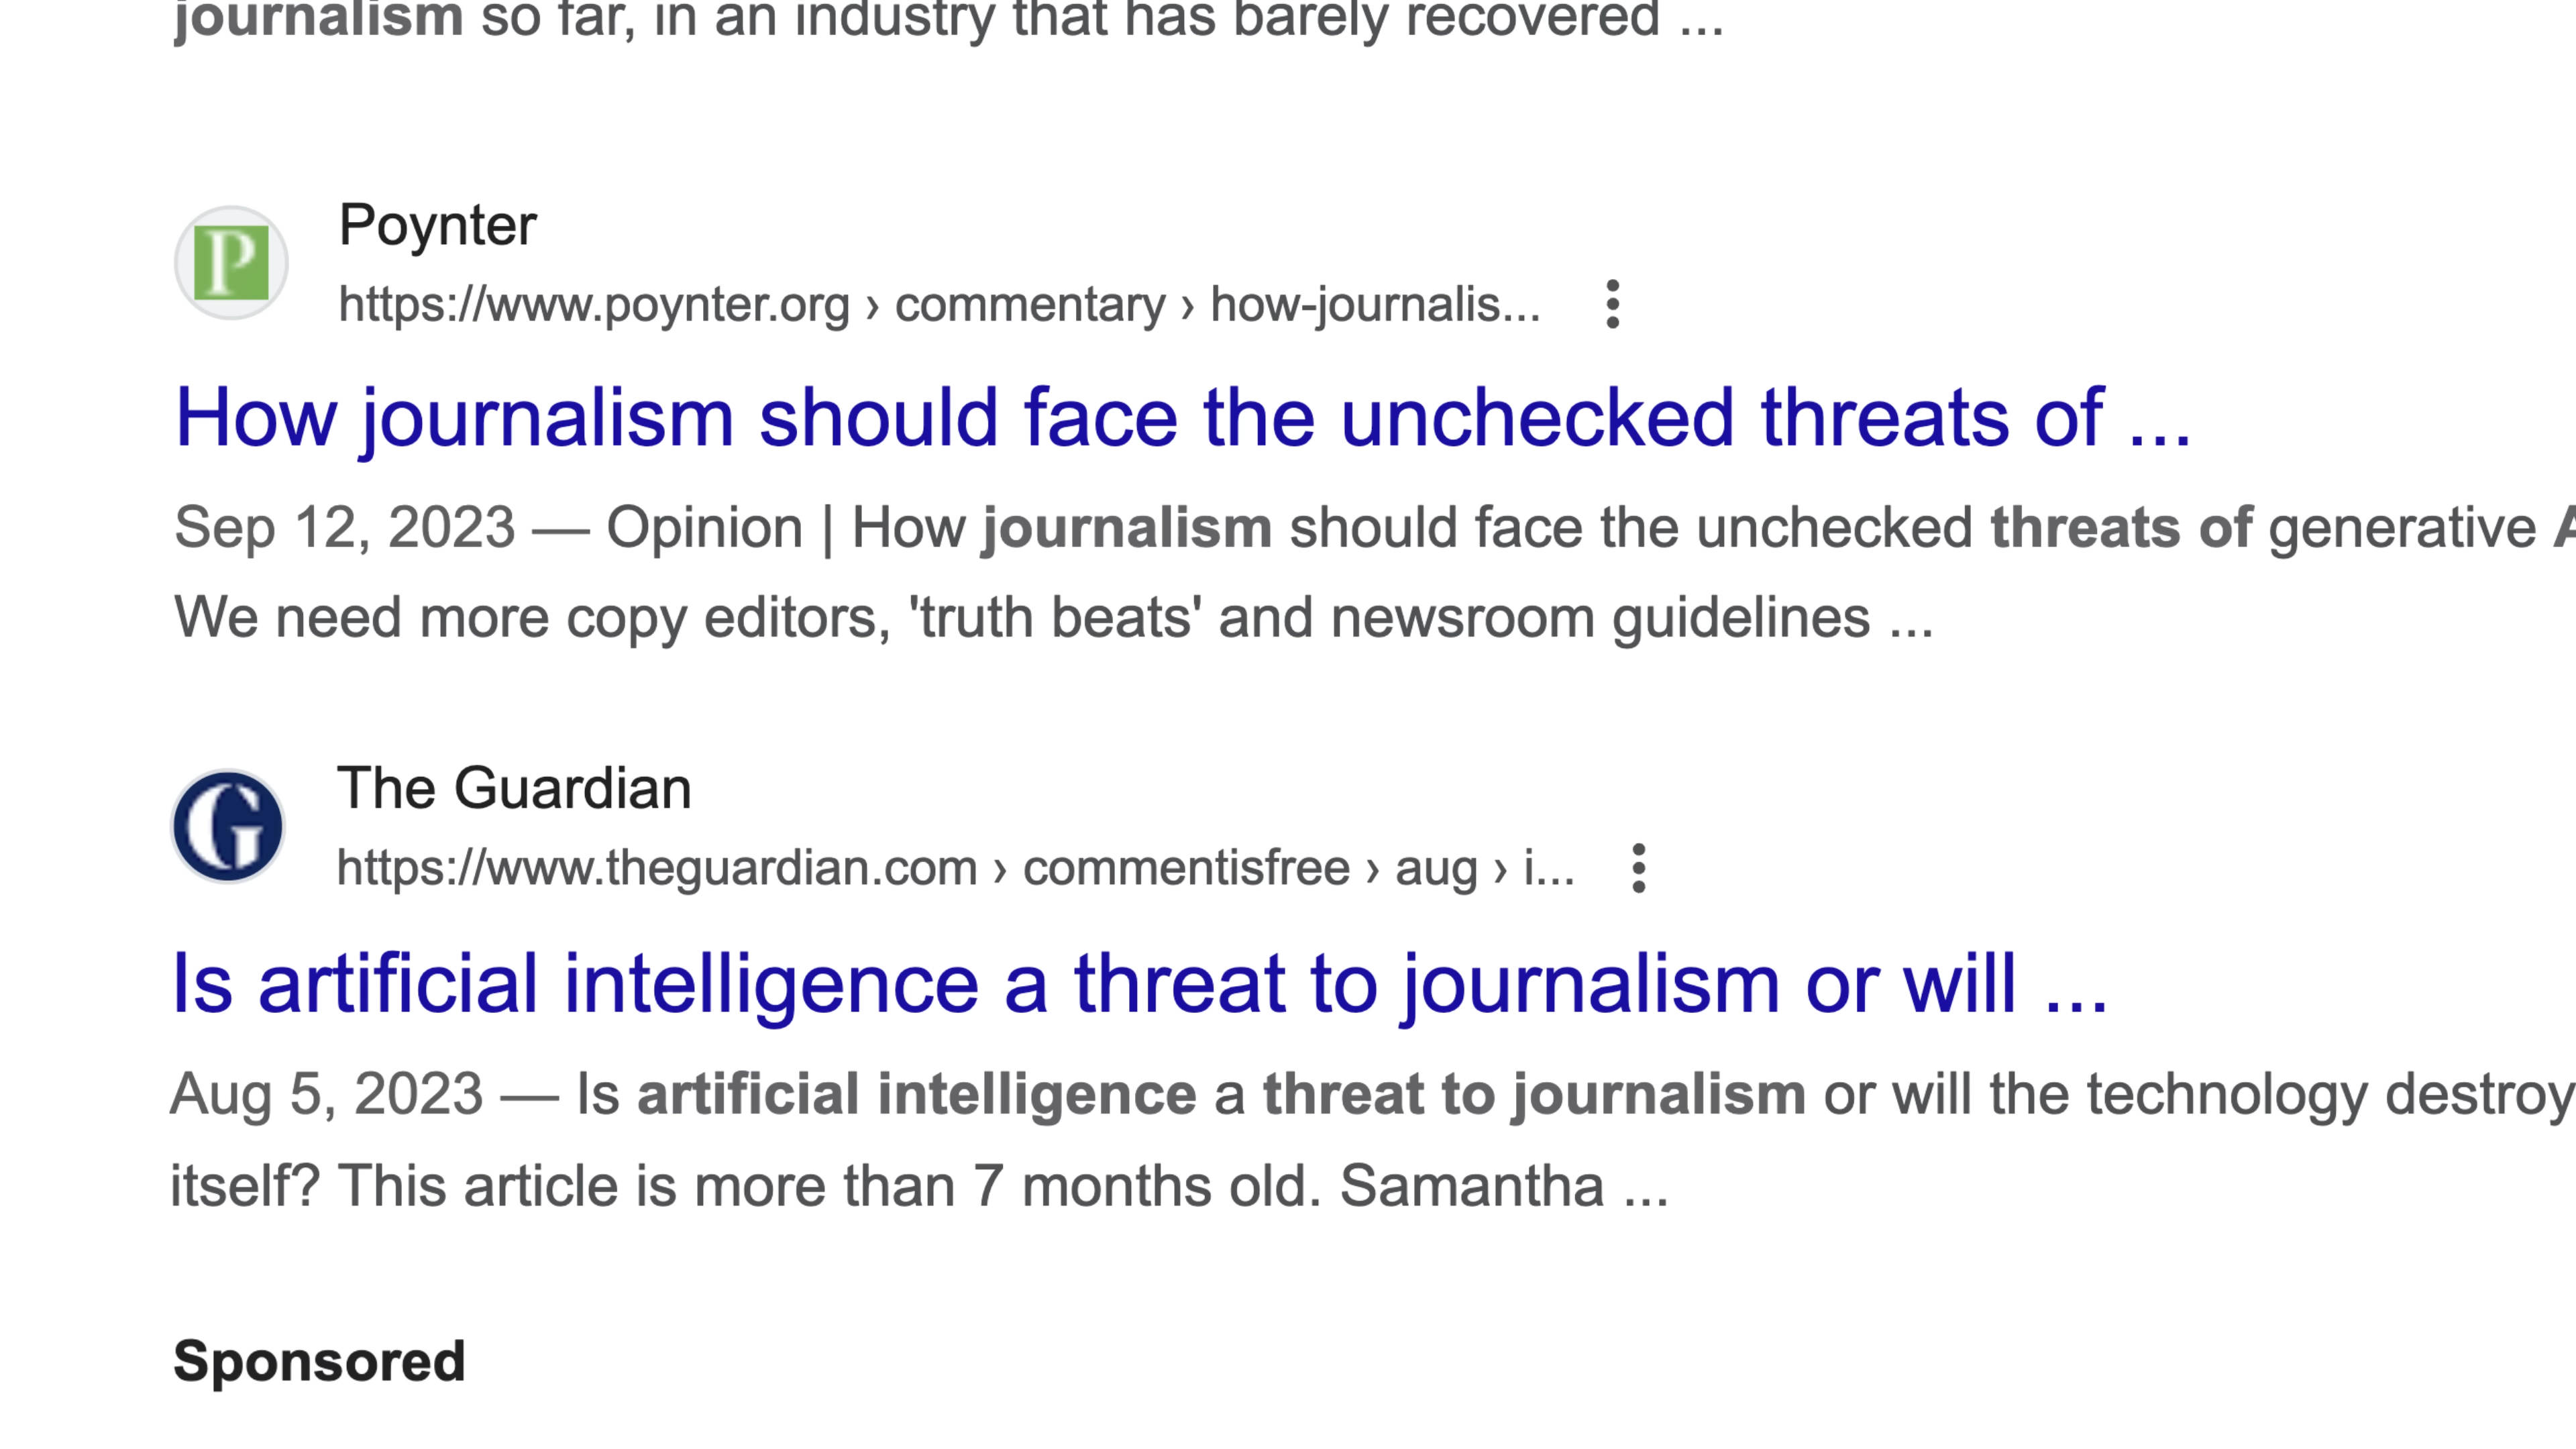 journalism so far, in an industry that has barely recovered ...
P
Poynter
https://www.poynter.org › commentary › how-journalis...
How journalism should face the unchecked threats of ...
Sep 12, 2023 — Opinion | How journalism should face the unchecked threats of generative
We need more copy editors, 'truth beats' and newsroom guidelines ...
G
The Guardian
https://www.theguardian.com › commentisfree › aug › i...
Is artificial intelligence a threat to journalism or will ...
Aug 5, 2023 — Is artificial intelligence a threat to journalism or will the technology destroy
itself? This article is more than 7 months old. Samantha ...
Sponsored